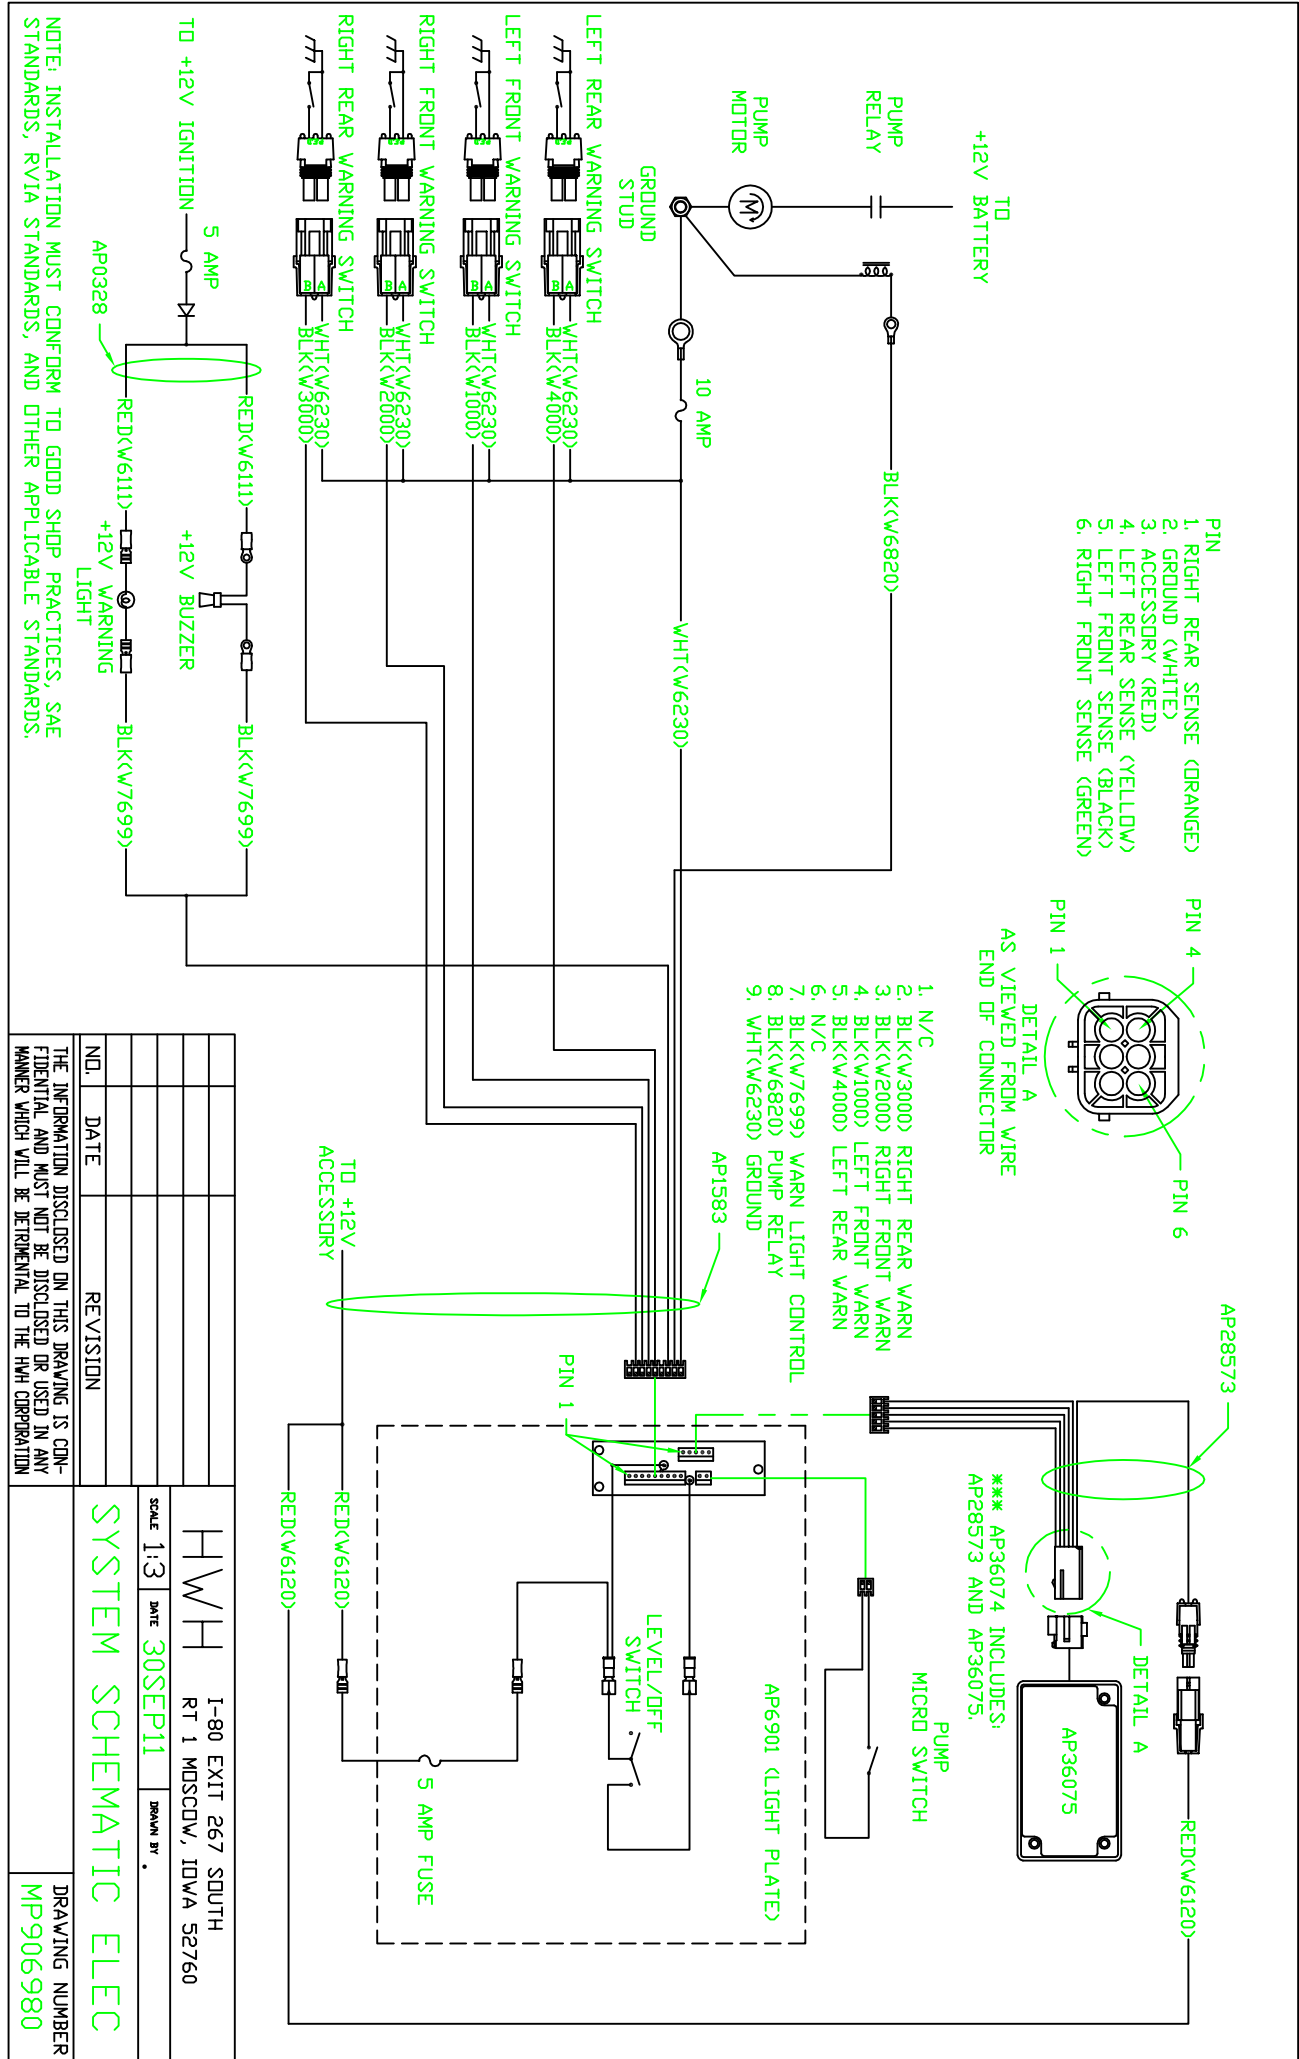 PIN
1. RIGHT REAR SENSE (ORANGE)
2. GROUND (WHITE)
3. ACCESSORY (RED)
4. LEFT REAR SENSE (YELLOW)
5. LEFT FRONT SENSE (BLACK)
6. RIGHT FRONT SENSE (GREEN)
PIN 4
PIN 1
PIN 6
DETAIL A
AS VIEWED FROM WIRE
END OF CONNECTOR
AP28573
*** AP36074 INCLUDES:
AP28573 AND AP36075.
DETAIL A
AP36075
RED(W6120)
TO
+12V BATTERY
PUMP
RELAY
PUMP
MOTOR
M
GROUND
STUD
10 AMP
BLK(W6820)
WHT(W6230)
1. N/C
2. BLK(W3000) RIGHT REAR WARN
3. BLK(W2000) RIGHT FRONT WARN
4. BLK(W1000) LEFT FRONT WARN
5. BLK(W4000) LEFT REAR WARN
6. N/C
7. BLK(W7699) WARN LIGHT CONTROL
8. BLK(W6820) PUMP RELAY
9. WHT(W6230) GROUND
AP1583
PIN 1
PUMP
MICRO SWITCH
AP6901 (LIGHT PLATE)
LEVEL/OFF
SWITCH
5 AMP FUSE
LEFT REAR WARNING SWITCH
A
B
WHT(W6230)
BLK(W4000)
LEFT FRONT WARNING SWITCH
A
B
WHT(W6230)
BLK(W1000)
RIGHT FRONT WARNING SWITCH
A
B
WHT(W6230)
BLK(W2000)
RIGHT REAR WARNING SWITCH
A
B
WHT(W6230)
BLK(W3000)
TO +12V
ACCESSORY
RED(W6120)
RED(W6120)
TO +12V IGNITION
5 AMP
AP0328
RED(W6111)
RED(W6111)
+12V BUZZER
+12V WARNING
LIGHT
BLK(W7699)
BLK(W7699)
NOTE: INSTALLATION MUST CONFORM TO GOOD SHOP PRACTICES, SAE
STANDARDS, RVIA STANDARDS, AND OTHER APPLICABLE STANDARDS.
NO.
DATE
REVISION
THE INFORMATION DISCLOSED ON THIS DRAWING IS CON-
FIDENTIAL AND MUST NOT BE DISCLOSED OR USED IN ANY
MANNER WHICH WILL BE DETRIMENTAL TO THE HWH CORPORATION
HWH
I-80 EXIT 267 SOUTH
RT 1 MOSCOW, IOWA 52760
SCALE 1:3
DATE 30SEP11
DRAWN BY .
SYSTEM SCHEMATIC ELEC
DRAWING NUMBER
MP906980